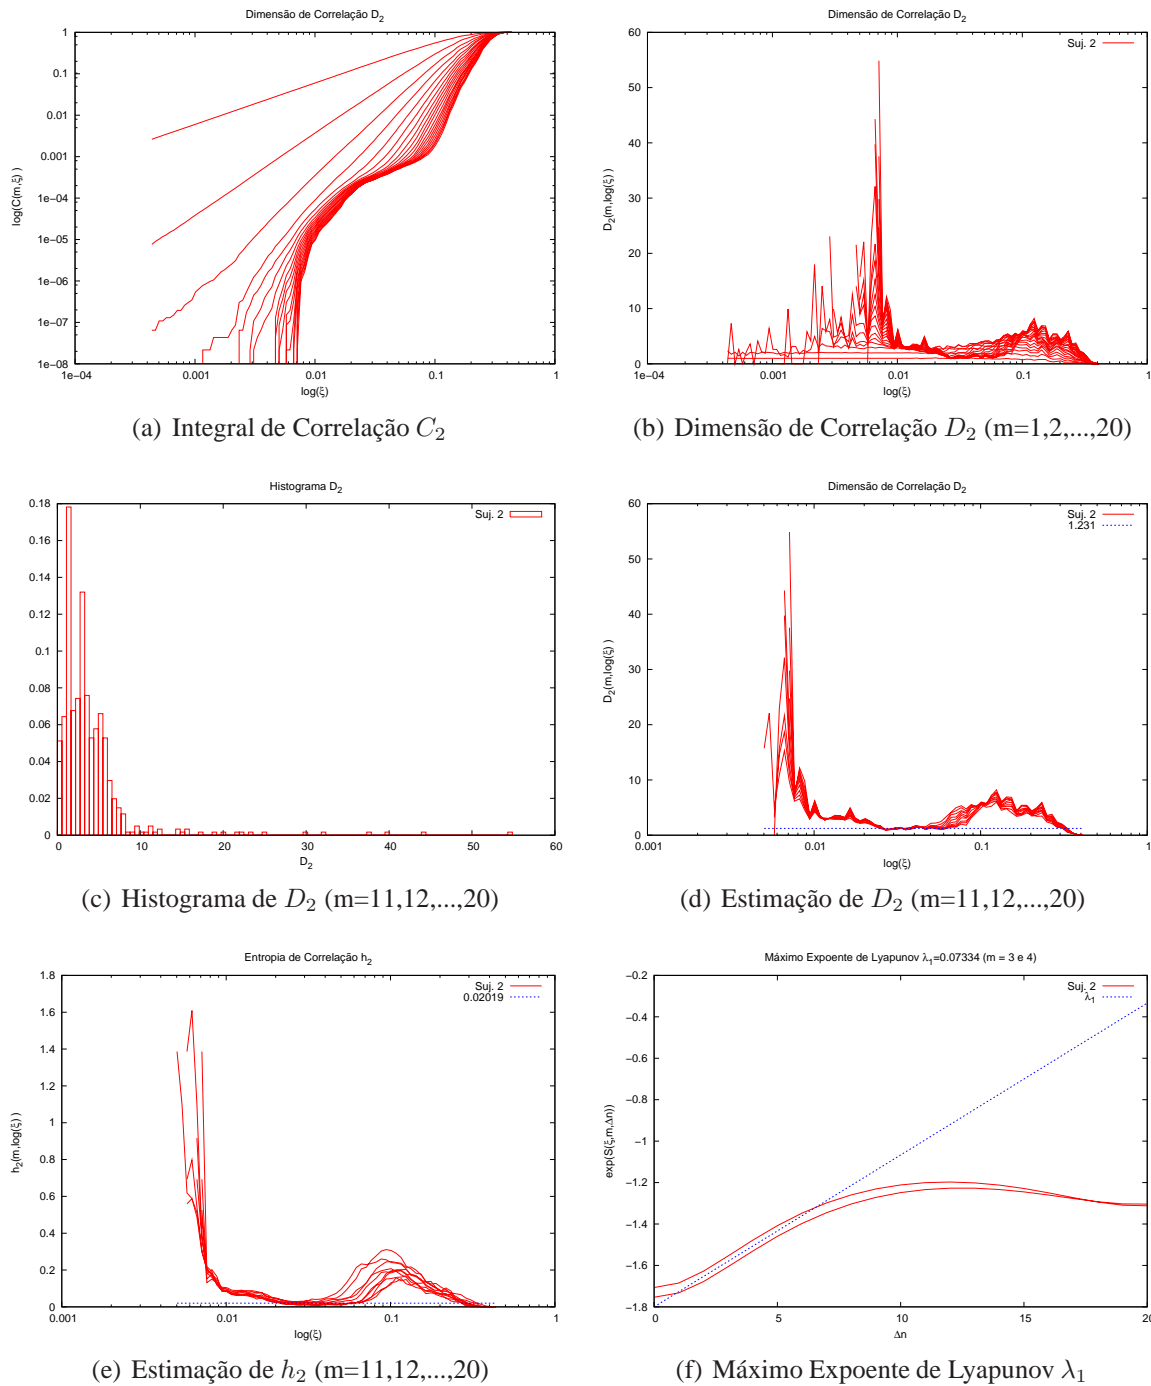 Dimensão de Correlação D2
log(C(m,ξ) )
1
0.1
0.01
0.001
1e−04
1e−05
1e−06
1e−07
1e−08
1e−04 0.001 0.01 0.1 1
log(ξ)
(a) Integral de Correlação C2
Dimensão de Correlação D2
Suj. 2
D2(m,log(ξ) )
60
50
40
30
20
10
0
1e−04 0.001 0.01 0.1 1
log(ξ)
(b) Dimensão de Correlação D2 (m=1,2,...,20)
Histograma D2
Suj. 2
0.18
0.16
0.14
0.12
0.1
0.08
0.06
0.04
0.02
0
0 10 20 30 40 50 60
D2
(c) Histograma de D2 (m=11,12,...,20)
Dimensão de Correlação D2
Suj. 2
1.231
D2(m,log(ξ) )
60
50
40
30
20
10
0
0.001 0.01 0.1 1
log(ξ)
(d) Estimação de D2 (m=11,12,...,20)
Entropia de Correlação h2
Suj. 2
0.02019
h2(m,log(ξ) )
1.8
1.6
1.4
1.2
1
0.8
0.6
0.4
0.2
0
0.001 0.01 0.1 1
log(ξ)
(e) Estimação de h2 (m=11,12,...,20)
Máximo Expoente de Lyapunov λ1=0.07334 (m = 3 e 4)
Suj. 2
λ1
exp(S(ξ,m,Δn))
−0.2
−0.4
−0.6
−0.8
−1
−1.2
−1.4
−1.6
−1.8
0 5 10 15 20
Δn
(f) Máximo Expoente de Lyapunov λ1